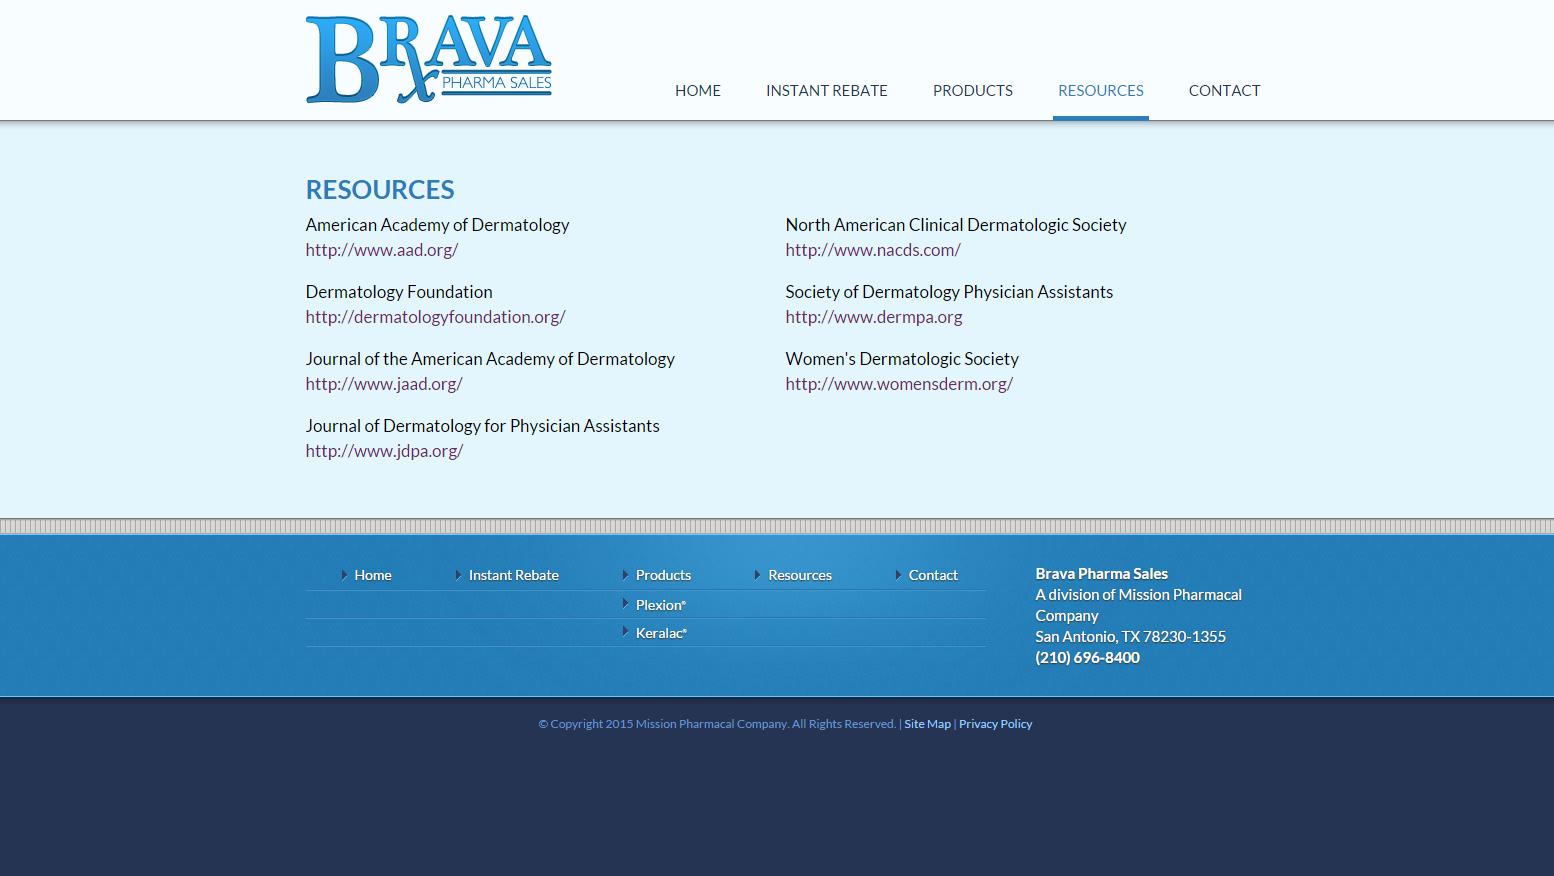 BRAVA
PHARMA SALES
HOME INSTANT REBATE PRODUCTS RESOURCES CONTACT
RESOURCES
American Academy of Dermatology
http://www.aad.org/
Dermatology Foundation
http://dermatologyfoundation.org/
Journal of the American Academy of Dermatology
http://www.jaad.org/
Journal of Dermatology for Physician Assistants
http://www.jdpa.org/
North American Clinical Dermatologic Society
http://www.nacds.com/
Society of Dermatology Physician Assistants
http://www.dermpa.org
Women's Dermatologic Society
http://www.womensderm.org/
Home Instant Rebate Products Resources Contact
Plexion®
Keralac®
Brava Pharma Sales
A division of Mission Pharmacal
Company
San Antonio, TX 78230-1355
(210) 696-8400
© Copyright 2015 Mission Pharmacal Company. All Rights Reserved. | Site Map | Privacy Policy